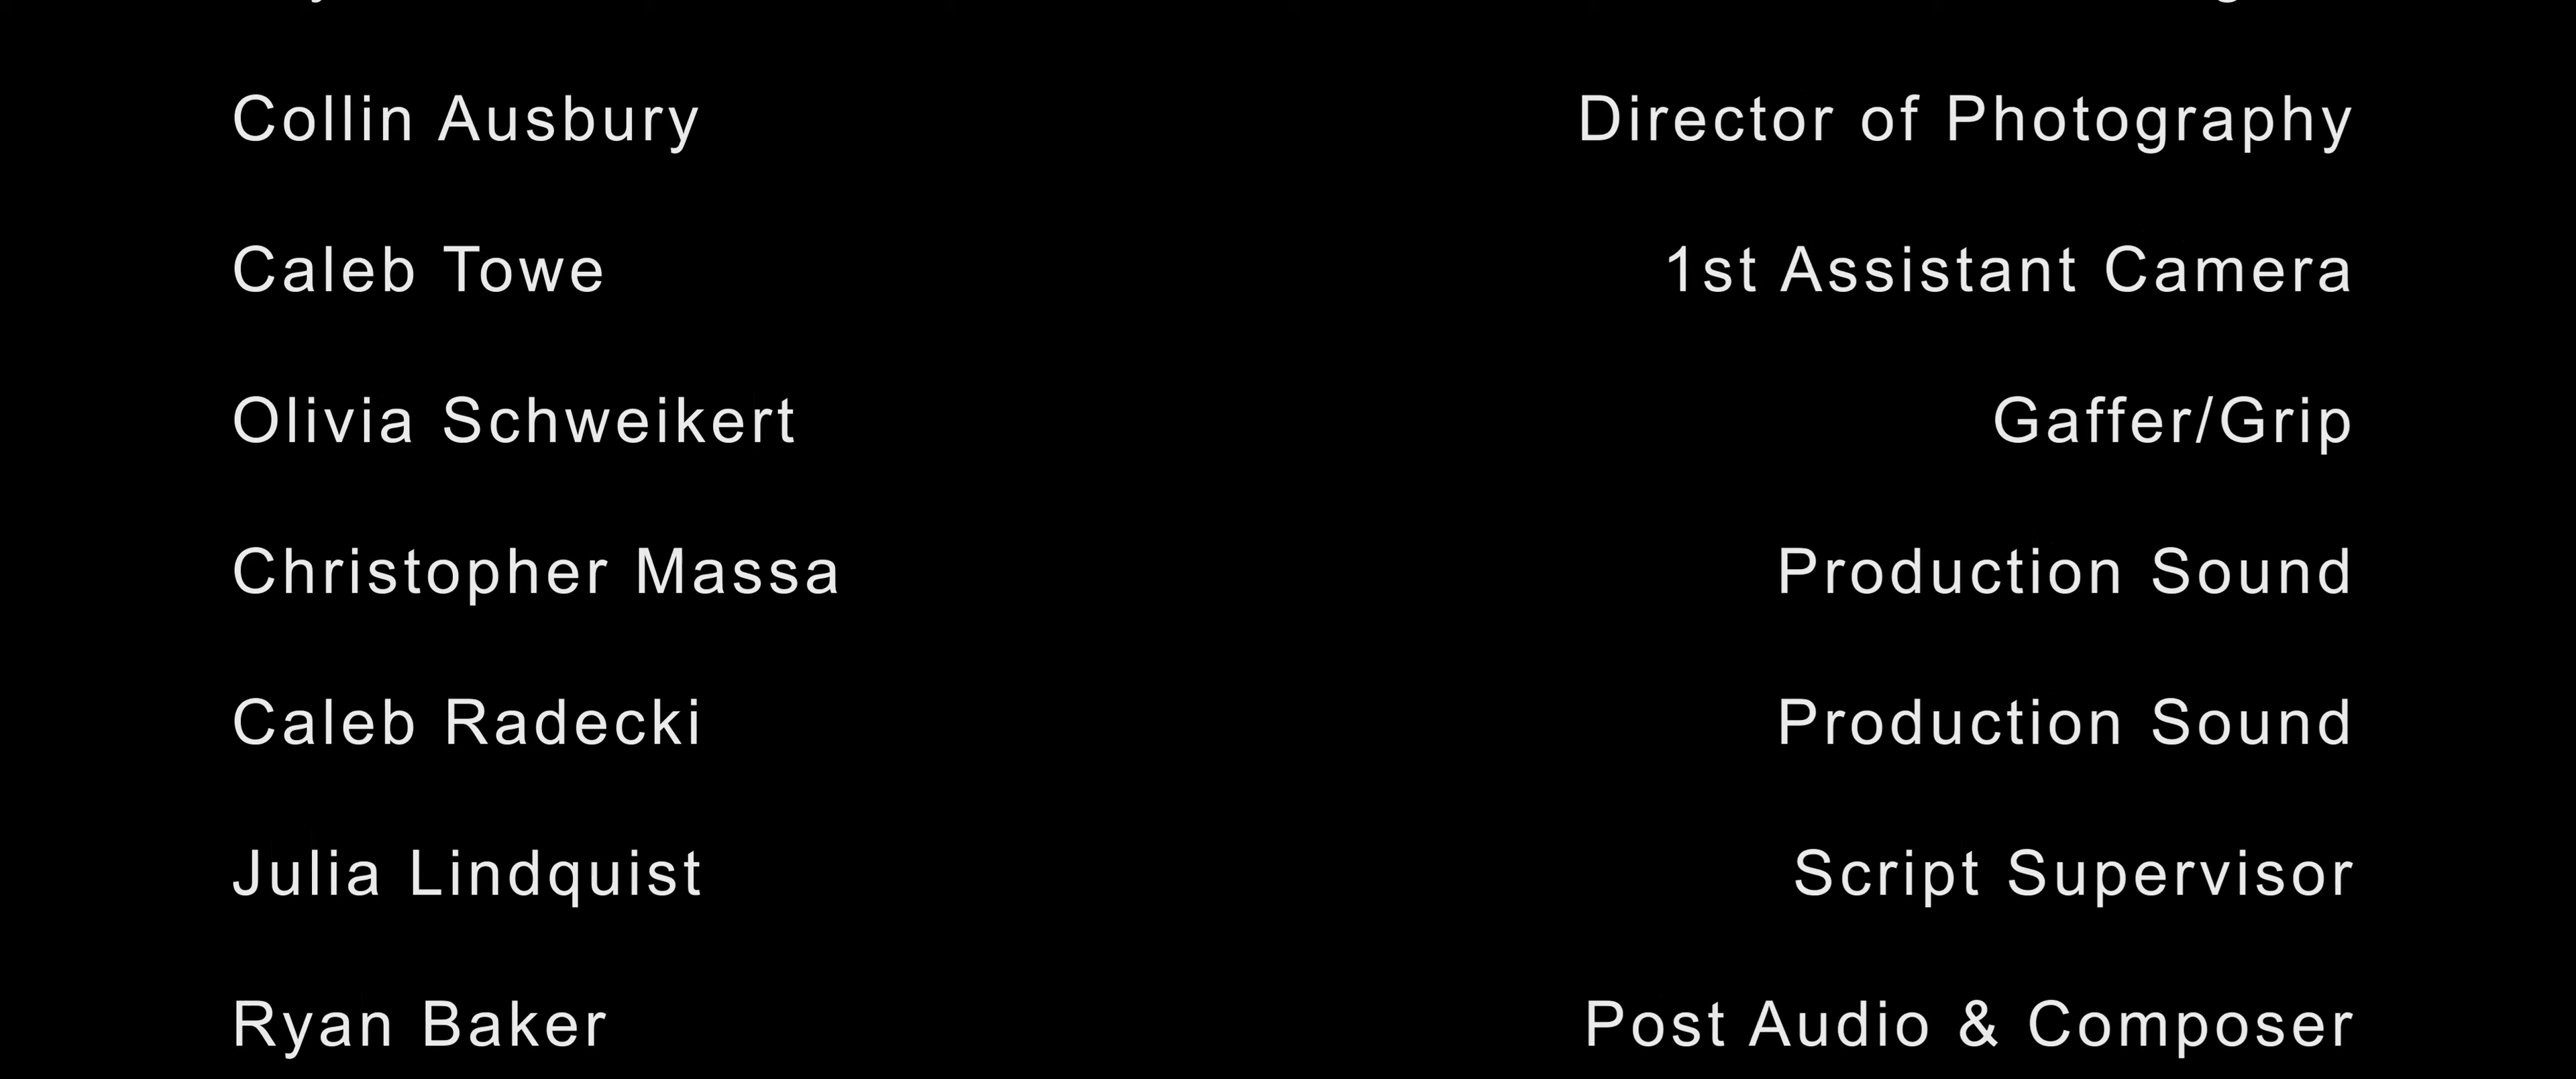 Collin Ausbury Director of Photography
Caleb Towe 1st Assistant Camera
Olivia Schweikert Gaffer/Grip
Christopher Massa Production Sound
Caleb Radecki Production Sound
Julia Lindquist Script Supervisor
Ryan Baker Post Audio & Composer